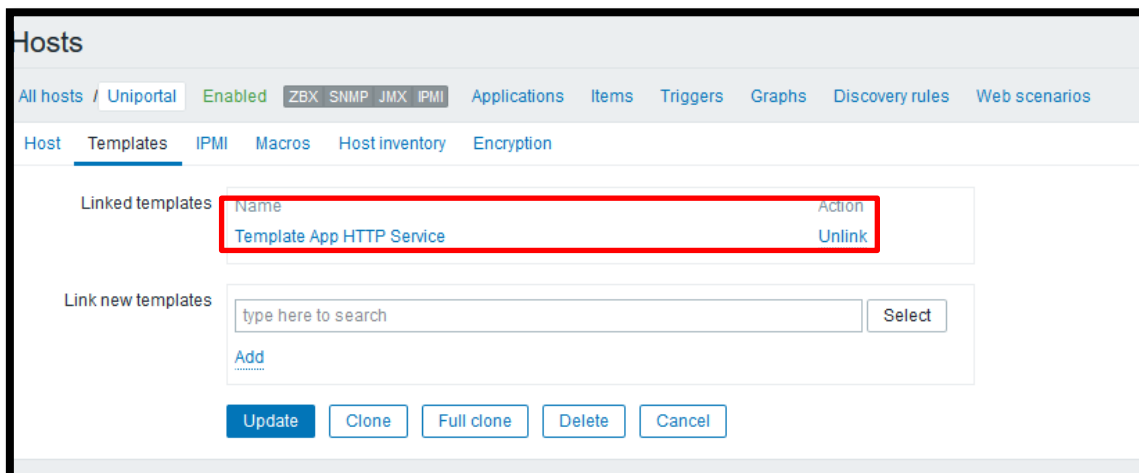 Hosts
All hosts / Uniportal Enabled ZBX SNMP JMX IPMI Applications Items Triggers Graphs Discovery rules Web scenarios
Host Templates IPMI Macros Host inventory Encryption
Linked templates Name Action
Template App HTTP Service Unlink
Link new templates type here to search Select
Add
Update Clone Full clone Delete Cancel